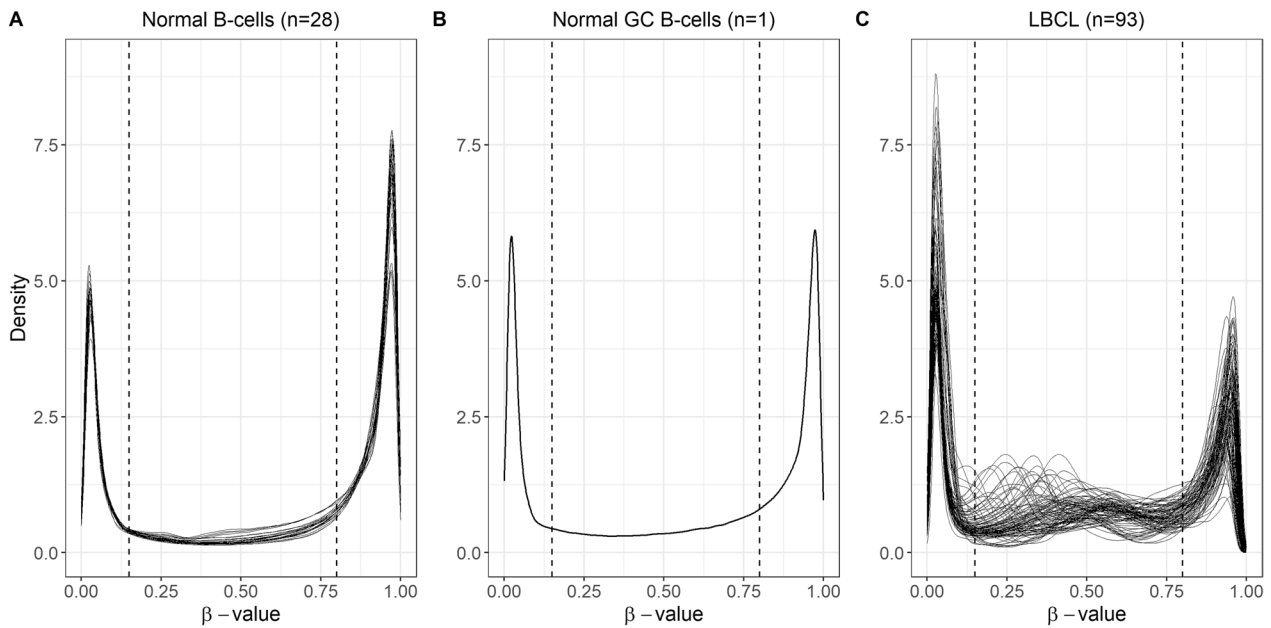 A Normal B-cells (n=28)
B Normal GC B-cells (n=1)
C LBCL (n=93)
Density
7.5
5.0
2.5
0.0
0.00 0.25 0.50 0.75 1.00
β − value
7.5
5.0
2.5
0.0
0.00 0.25 0.50 0.75 1.00
β − value
7.5
5.0
2.5
0.0
0.00 0.25 0.50 0.75 1.00
β − value